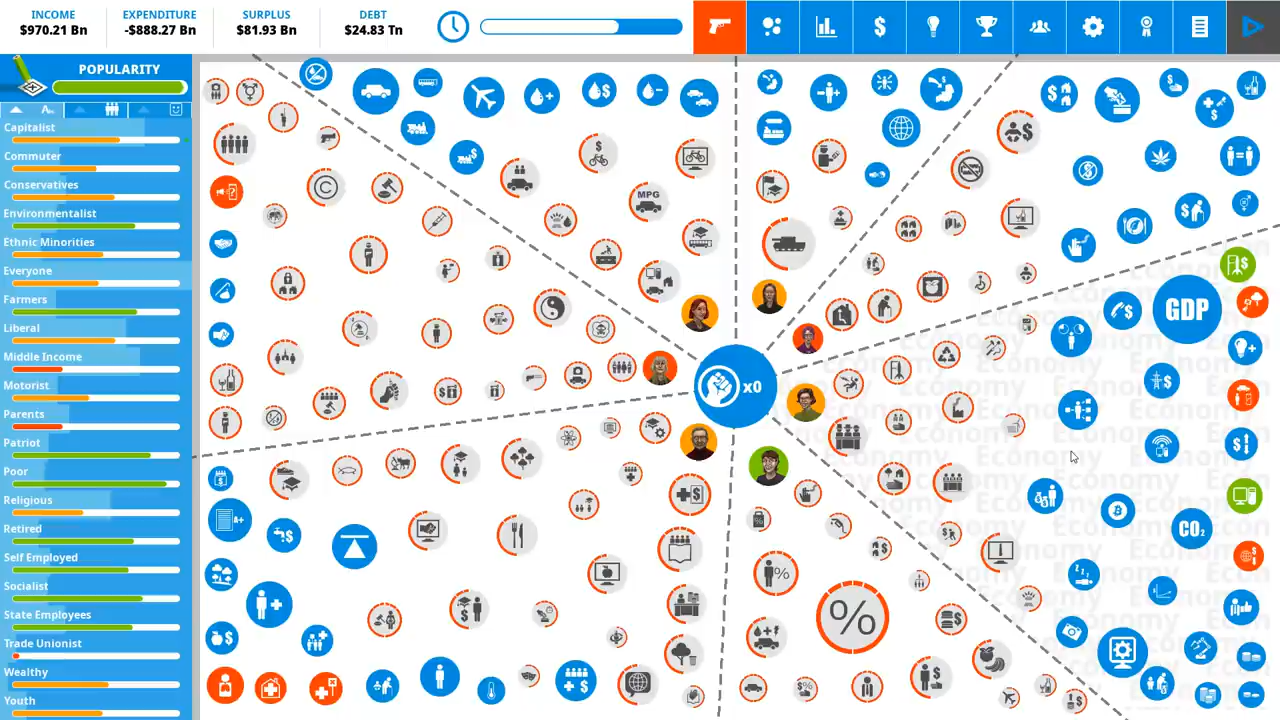 INCOME
$970.21 Bn
EXPENDITURE
-$888.27 Bn
SURPLUS
$81.93 Bn
DEBT
$24.83 Tn
POPULARITY
Capitalist
Commuter
Conservatives
Environmentalist
Ethnic Minorities
Everyone
Farmers
Liberal
Middle Income
Motorist
Parents
Patriot
Poor
Religious
Retired
Self Employed
Socialist
State Employees
Trade Unionist
Wealthy
Youth
MPG
x0
GDP
CO₂
A+
%